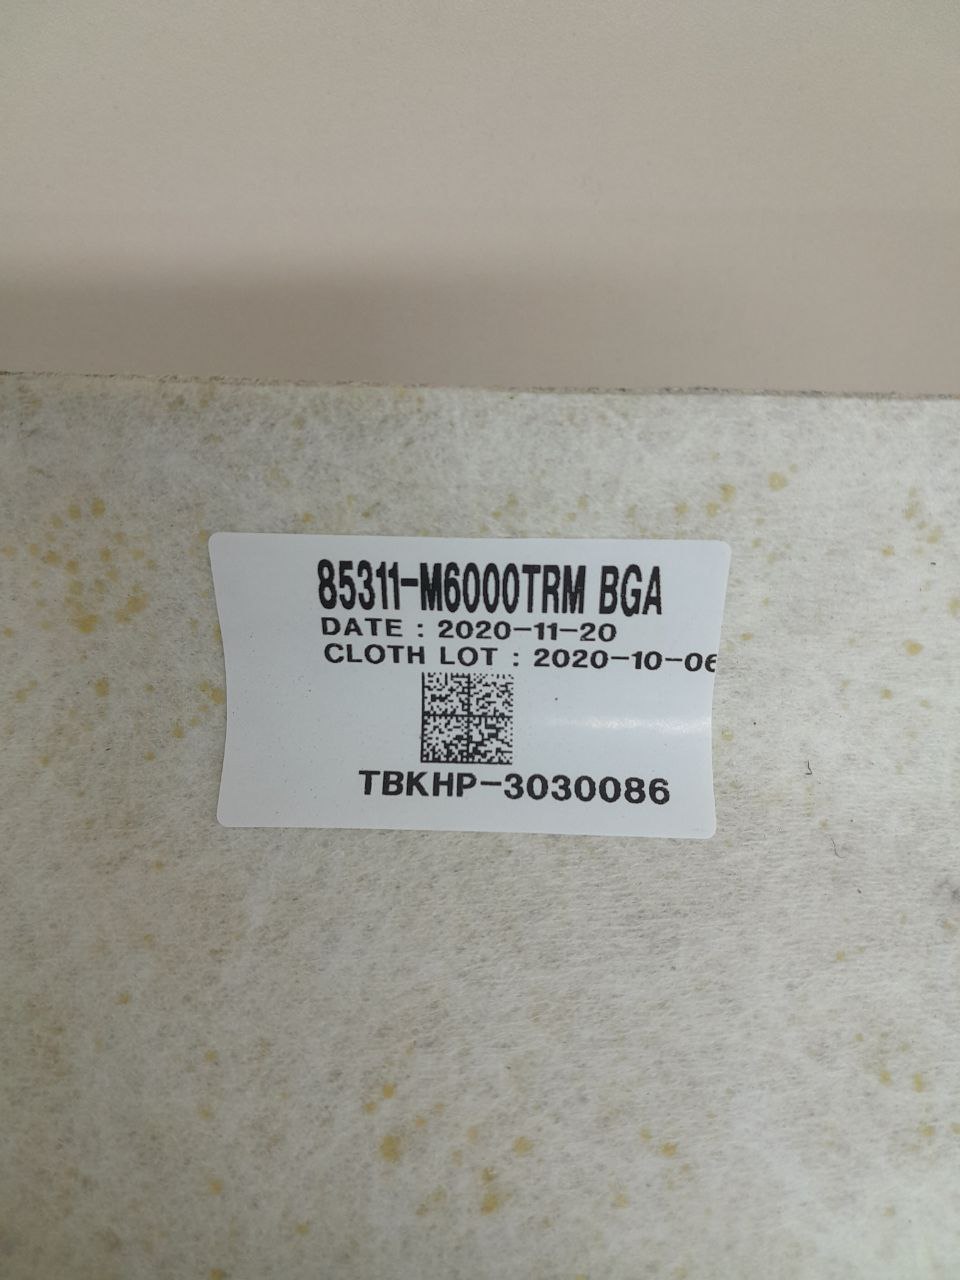 85311-M6000TRM BGA
DATE : 2020-11-20
CLOTH LOT : 2020-10-06
TBKHP-3030086